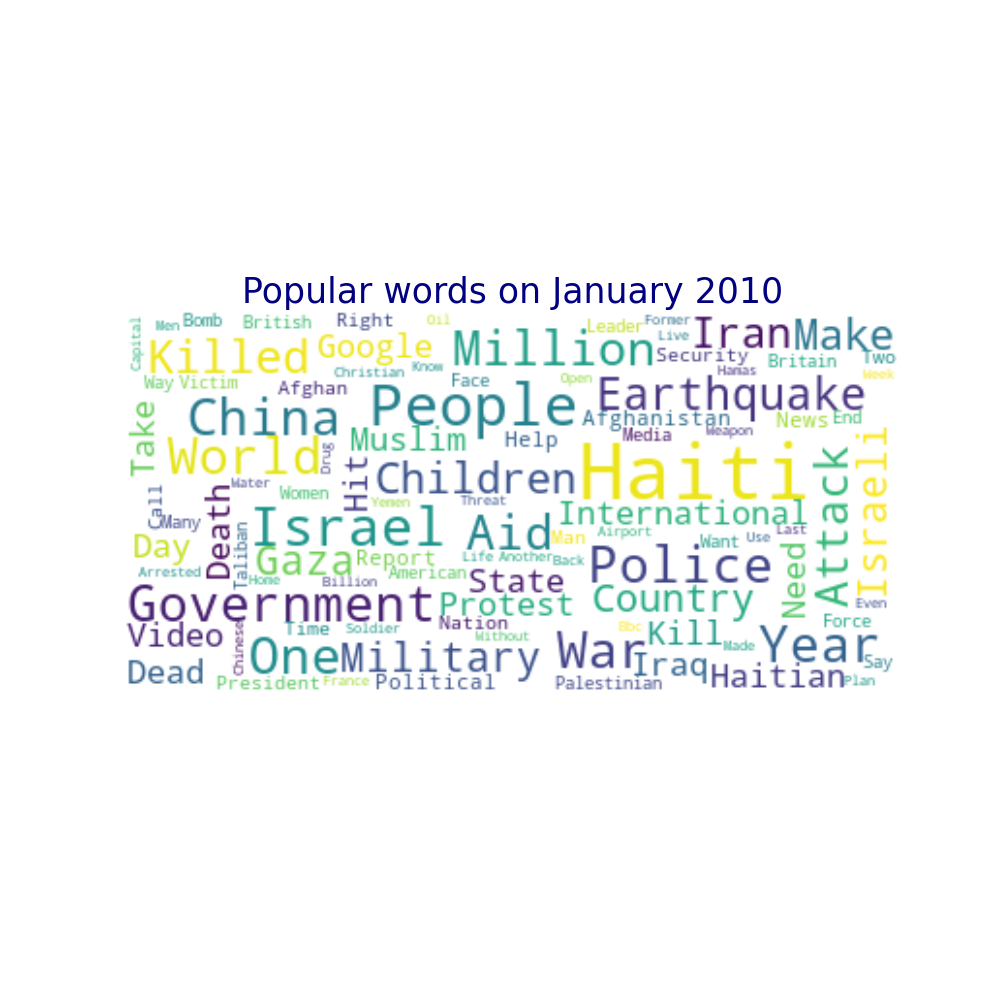 Popular words on January 2010
Capital
Men
Bomb
British
Right
Oil
Leader
Former
Live
Iran
Make
Killed
Google
Million
Security
Britain
Two
Christian
Know
Hamas
Week
Way
Victim
Afghan
Face
Open
Earthquake
China
People
Afghanistan
News
End
Take
World
Drug
Muslim
Help
Media
Weapon
Haiti
Hit
Children
Attack
Israeli
Call
Many
Death
Water
Women
Yemen
Threat
International
Taliban
Israel
Aid
Man
Airport
Want
Use
Last
Day
Gaza
Report
Life
Another
Back
Police
Need
Arrested
Home
Billion
American
State
Government
Protest
Country
Even
Video
Chinese
Time
Soldier
Nation
Without
Bbc
Kill
Made
Force
Dead
One
Military
War
Iraq
Year
Say
President
France
Political
Palestinian
Haitian
Plan